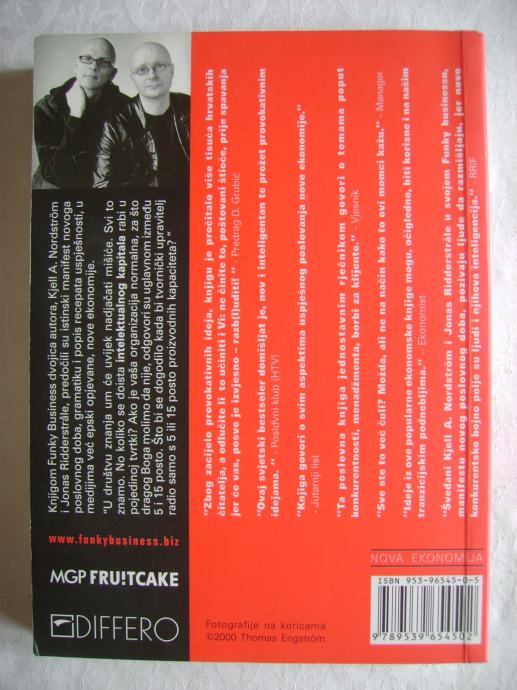 Knjigom Funky Business dvojica autora, Kjell A. Nordström
i Jonas Ridderstråle, predočili su istinski manifest novoga
poslovnog doba, gramatiku i popis recepata uspješnosti, u
medijima već epski opjevane, nove ekonomije.
"U društvu znanja um će uvijek nadjačati mišiće. Svi to
znamo. No koliko se doista intelektualnog kapitala rabi u
pojedinoj tvrtki? Ako je vaša organizacija normalna, za što
dragog Boga molimo da nije, odgovori su uglavnom između
5 i 15 posto. Što bi se dogodilo kada bi tvornički upravitelj
radio samo s 5 ili 15 posto proizvodnih kapaciteta?"
www.funkybusiness.biz
MGP FRU!TCAKE
DIFFERO
"Zbog zacijelo provokativnih ideja, knjigu je pročitalo više tisuća hrvatskih
čitatelja, a odlučite li to učiniti i Vi: ne činite to, poštovani štioče, prije spavanja
jer će vas, posve je izvjesno - razb(l)uditi! " - Predrag D. Grubić
"Ovaj svjetski bestseler domišljat je, nov i inteligentan te prožet provokativnim
idejama. " - Poslovni klub (HTV)
"Knjiga govori o svim aspektima uspješnog poslovanja nove ekonomije."
- Jutarnji list
"Ta poslovna knjiga jednostavnim rječnikom govori o temama poput
konkurentnosti, menadžmenta, borbi za klijente." - Vjesnik
"Sve ste to već čuli? Možda, ali ne na način kako to ovi momci kažu." - Manager
"Ideje iz ove popularne ekonomske knjige mogu, očigledno, biti korisne i na našim
tranzicijskim podnebljima." - Ekonomist
"Šveđani Kjell A. Nordström i Jonas Ridderstråle u svojem Funky businessu,
manifestu novog poslovnog doba, pozivaju ljude da razmišljaju, jer novo
konkurentsko bojno polje su ljudi i njihova inteligencija." - RRIF
Fotografije na koricama
©2000 Thomas Engström
NOVA EKONOMIJA
ISBN 953-96545-0-5
9 789539 654502